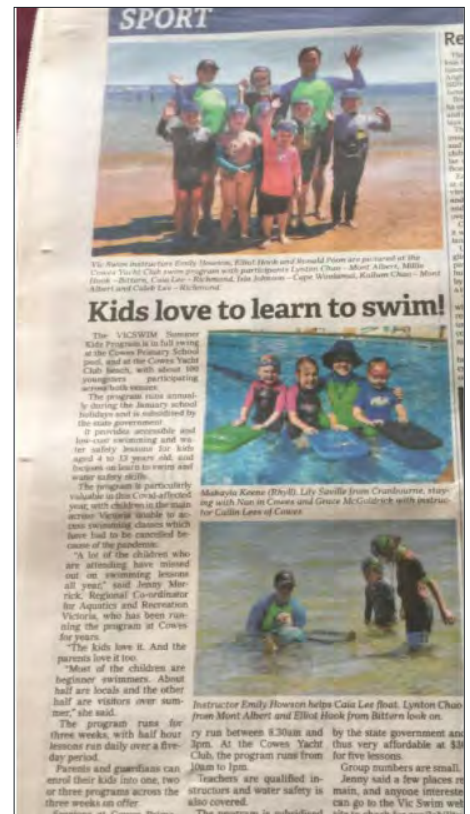 SPORT
Re
Vic Swim instructors Emily Howson, Elliot Hook and Ronald Poon are pictured at the
Cowes Yacht Club swim program with participants Lynton Chao – Mont Albert, Millie
Hook – Bittern, Caia Lee – Richmond, Isla Johnson – Cape Woolamai, Kallum Chao – Mont
Albert and Caleb Lee – Richmond
Kids love to learn to swim!
The VICSWIM Summer
Kids Program is in full swing
at the Cowes Primary School
pool, and at the Cowes Yacht
Club beach, with about 100
youngsters participating
across both venues.
The program runs annual-
ly during the January school
holidays and is subsidised by
the state government.
It provides accessible and
low-cost swimming and wa-
ter safety lessons for kids
aged 4 to 13 years old, and
focuses on learn to swim and
water safety skills.
The program is particularly
valuable in this Covid-affected
year, with children in the main
across Victoria unable to ac-
cess swimming classes which
have had to be cancelled be-
cause of the pandemic.
"A lot of the children who
are attending have missed
out on swimming lessons
all year," said Jenny Mor-
rick, Regional Co-ordinator
for Aquatics and Recreation
Victoria, who has been run-
ning the program at Cowes
for years.
"The kids love it. And the
parents love it too.
"Most of the children are
beginner swimmers. About
half are locals and the other
half are visitors over sum-
mer," she said.
The program runs for
three weeks, with half hour
lessons run daily over a five-
day period.
Parents and guardians can
enrol their kids into one, two
or three programs across the
three weeks on offer.
Makayla Keene (Rhyll), Lily Saville from Cranbourne, stay-
ing with Nan in Cowes and Grace McGoldrick with instruc-
tor Cailin Lees of Cowes
Instructor Emily Howson helps Caia Lee float. Lynton Chao
from Mont Albert and Elliot Hook from Bittern look on.
ry run between 8.30am and
3pm. At the Cowes Yacht
Club, the program runs from
10am to 1pm.
Teachers are qualified in-
structors and water safety is
also covered.
The program is subsidised
by the state government and
thus very affordable at
for five lessons.
Group numbers are small.
Jenny said a few places re
main, and anyone intereste
can go to the Vic Swim web